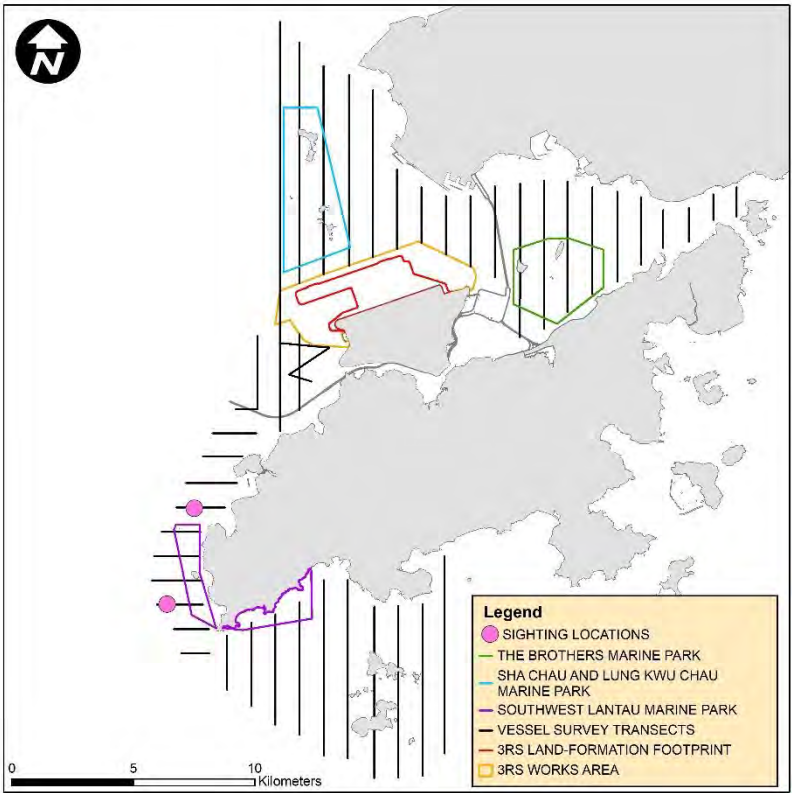 N
Legend
SIGHTING LOCATIONS
THE BROTHERS MARINE PARK
SHA CHAU AND LUNG KWU CHAU
MARINE PARK
SOUTHWEST LANTAU MARINE PARK
VESSEL SURVEY TRANSECTS
3RS LAND-FORMATION FOOTPRINT
3RS WORKS AREA
0 5 10
Kilometers